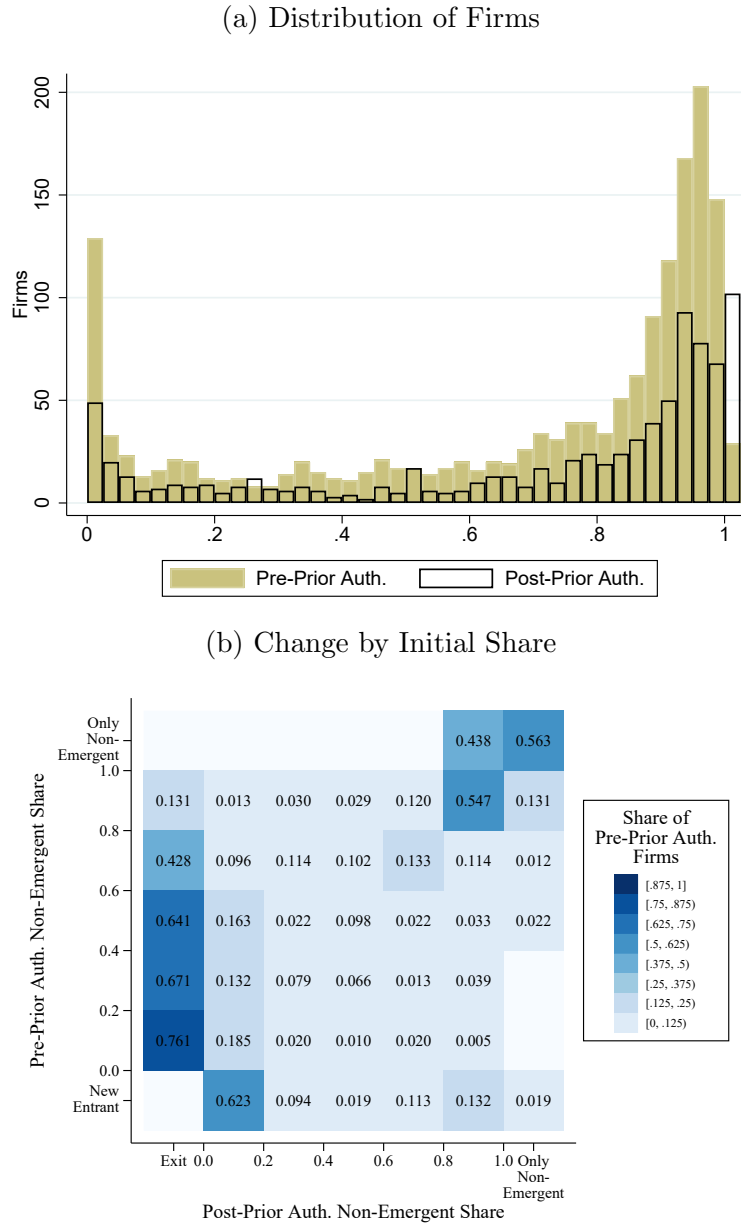 (a) Distribution of Firms
200
150
100
50
0
Firms
0 .2 .4 .6 .8 1
Pre-Prior Auth. Post-Prior Auth.
(b) Change by Initial Share
Only
Non-
Emergent
1.0
0.8
0.6
0.4
0.2
0.0
New
Entrant
Pre-Prior Auth. Non-Emergent Share
0.438 0.563
0.131 0.013 0.030 0.029 0.120 0.547 0.131
0.428 0.096 0.114 0.102 0.133 0.114 0.012
0.641 0.163 0.022 0.098 0.022 0.033 0.022
0.671 0.132 0.079 0.066 0.013 0.039
0.761 0.185 0.020 0.010 0.020 0.005
0.623 0.094 0.019 0.113 0.132 0.019
Exit 0.0 0.2 0.4 0.6 0.8 1.0 Only
Non-
Emergent
Post-Prior Auth. Non-Emergent Share
Share of
Pre-Prior Auth.
Firms
[.875, 1]
[.75, .875)
[.625, .75)
[.5, .625)
[.375, .5)
[.25, .375)
[.125, .25)
[0, .125)